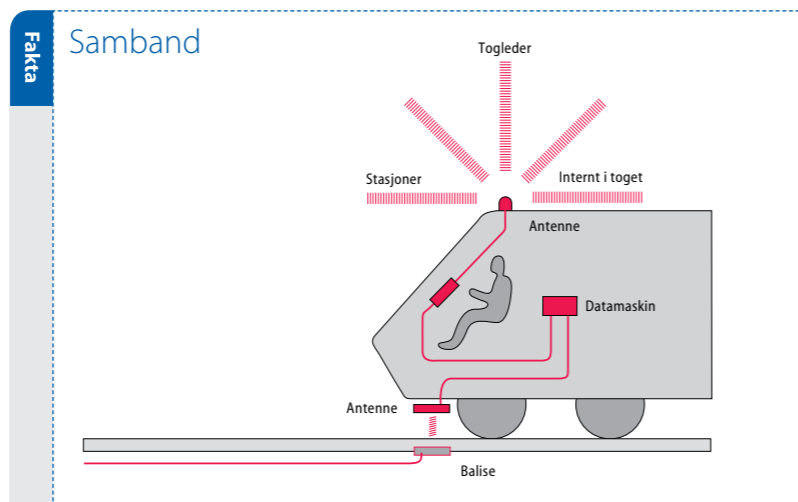 Fakta
Samband
Togleder
Stasjoner
Internt i toget
Antenne
Datamaskin
Antenne
Balise